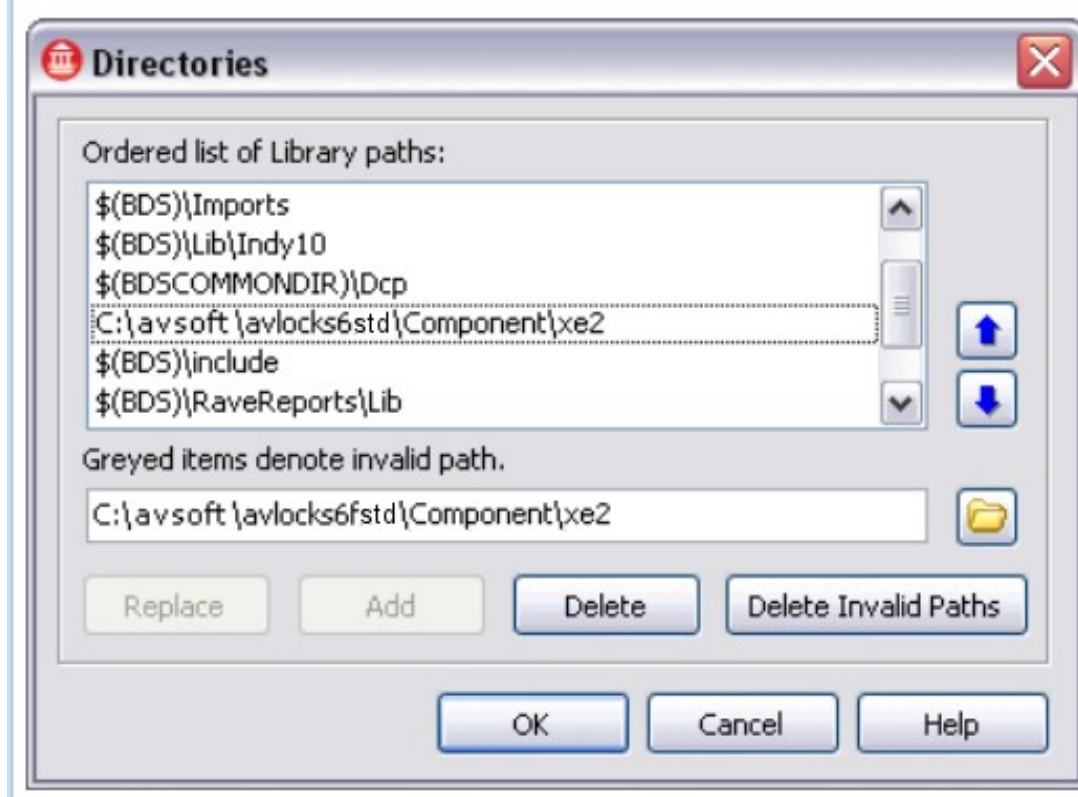 Directories
Ordered list of Library paths:
$(BDS)\Imports
$(BDS)\Lib\Indy10
$(BDSCOMMONDIR)\Dcp
C:\avsoft\avlocks6std\Component\xe2
$(BDS)\include
$(BDS)\RaveReports\Lib
Greyed items denote invalid path.
C:\avsoft\avlocks6fstd\Component\xe2
Replace Add Delete Delete Invalid Paths
OK Cancel Help